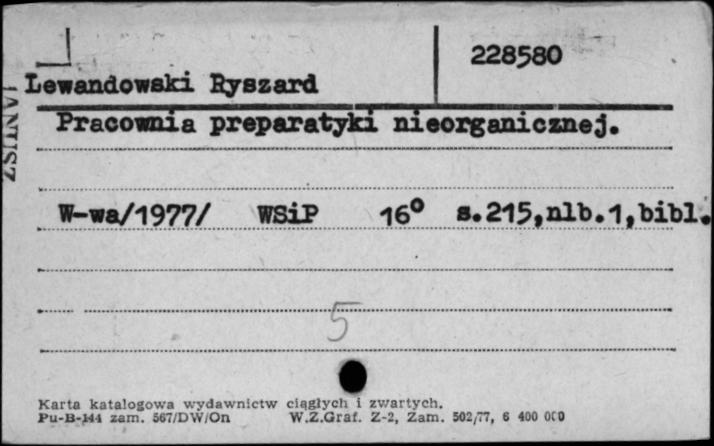 228580
Lewandowski Ryszard
Pracownia preparatyki nieorganicznej.
JANUSZ
W-wa/1977/ WSiP 16° s.215,nlb.1,bibl.
5
Karta katalogowa wydawnictw ciągłych i zwartych.
Pu-B-144 zam. 567/DW/On W.Z.Graf. Z-2, Zam. 502/77, 6 400 000